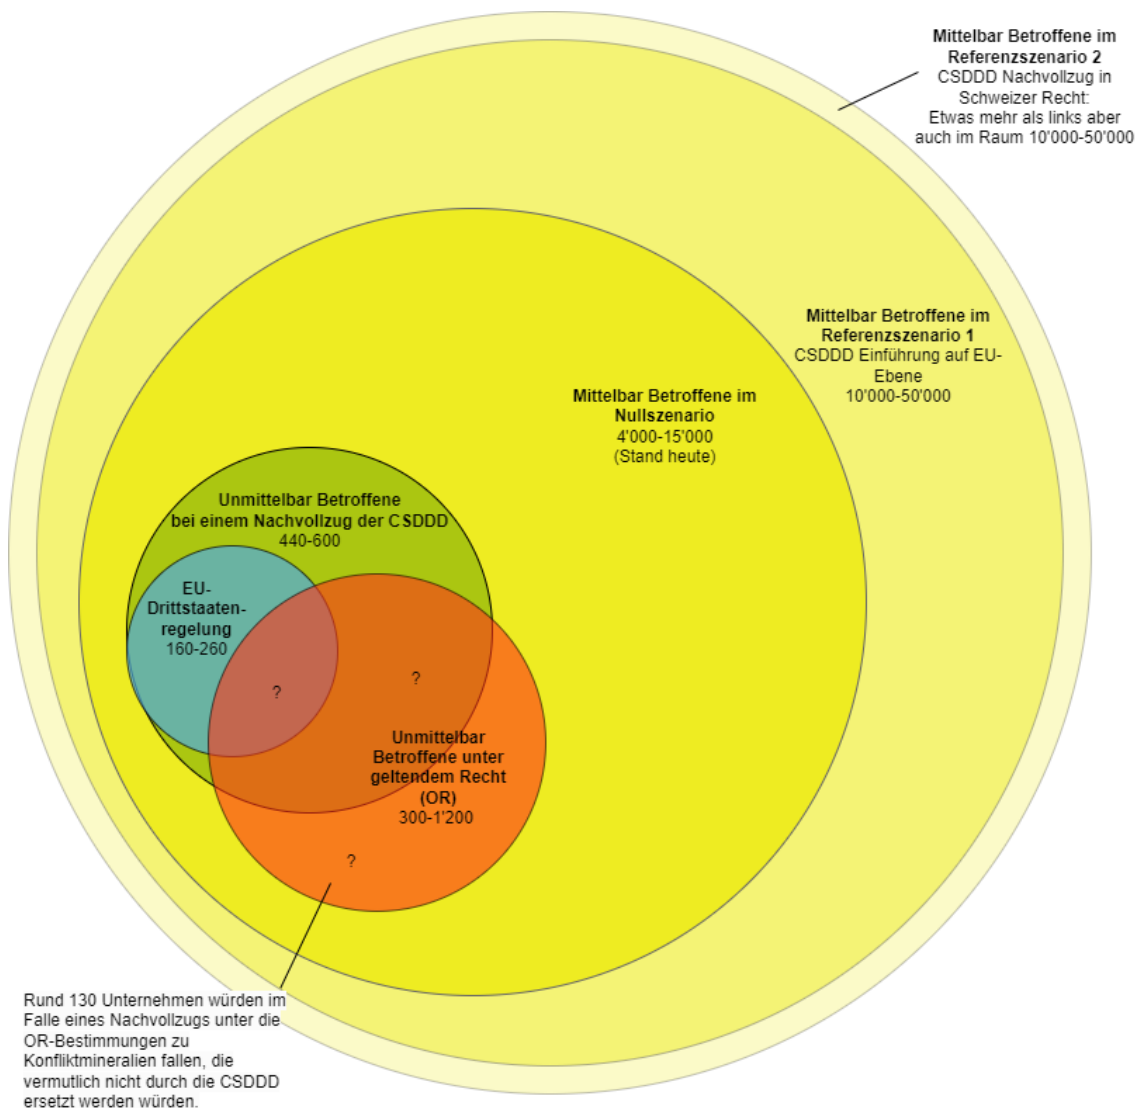 Mittelbar Betroffene im
Referenzszenario 2
CSDDD Nachvollzug in
Schweizer Recht:
Etwas mehr als links aber
auch im Raum 10'000-50'000
Mittelbar Betroffene im
Referenzszenario 1
CSDDD Einführung auf EU-
Ebene
10'000-50'000
Mittelbar Betroffene im
Nullszenario
4'000-15'000
(Stand heute)
Unmittelbar Betroffene
bei einem Nachvollzug der CSDDD
440-600
EU-
Drittstaaten-
regelung
160-260
?
?
Unmittelbar
Betroffene unter
geltendem Recht
(OR)
300-1'200
?
Rund 130 Unternehmen würden im
Falle eines Nachvollzugs unter die
OR-Bestimmungen zu
Konfliktmineralien fallen, die
vermutlich nicht durch die CSDDD
ersetzt werden würden.